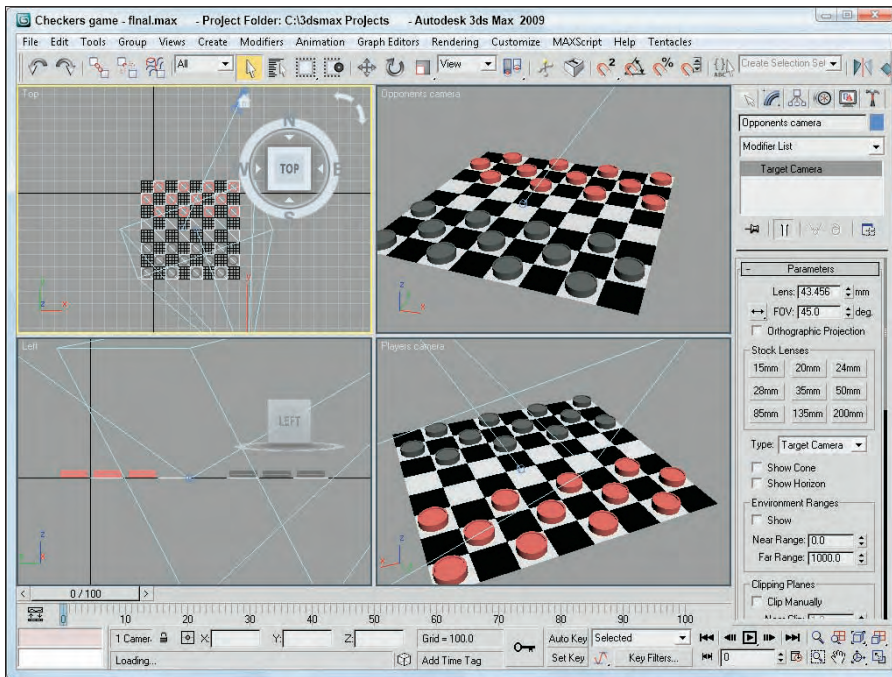 Checkers game - fInal.max - Project Folder: C:\3dsmax Projects - Autodesk 3ds Max 2009
File Edit Tools Group Views Create Modifiers Animation Graph Editors Rendering Customize MAXScript Help Tentacles
All View Create Selection Set
Top Opponents camera
N
W TOP E
S
Opponents camera
Modifier List
Target Camera
Parameters
Lens: 43.456 mm
FOV: 45.0 deg.
Orthographic Projection
Stock Lenses
15mm 20mm 24mm
28mm 35mm 50mm
85mm 135mm 200mm
Type: Target Camera
Show Cone
Show Horizon
Environment Ranges
Show
Near Range: 0.0
Far Range: 1000.0
Clipping Planes
Clip Manually
Left Players camera
LEFT
z x
0 / 100
0 10 20 30 40 50 60 70 80 90 100
1 Camer X: Y: Z: Grid = 100.0 Auto Key Selected
Loading... Add Time Tag Set Key Key Filters... 0